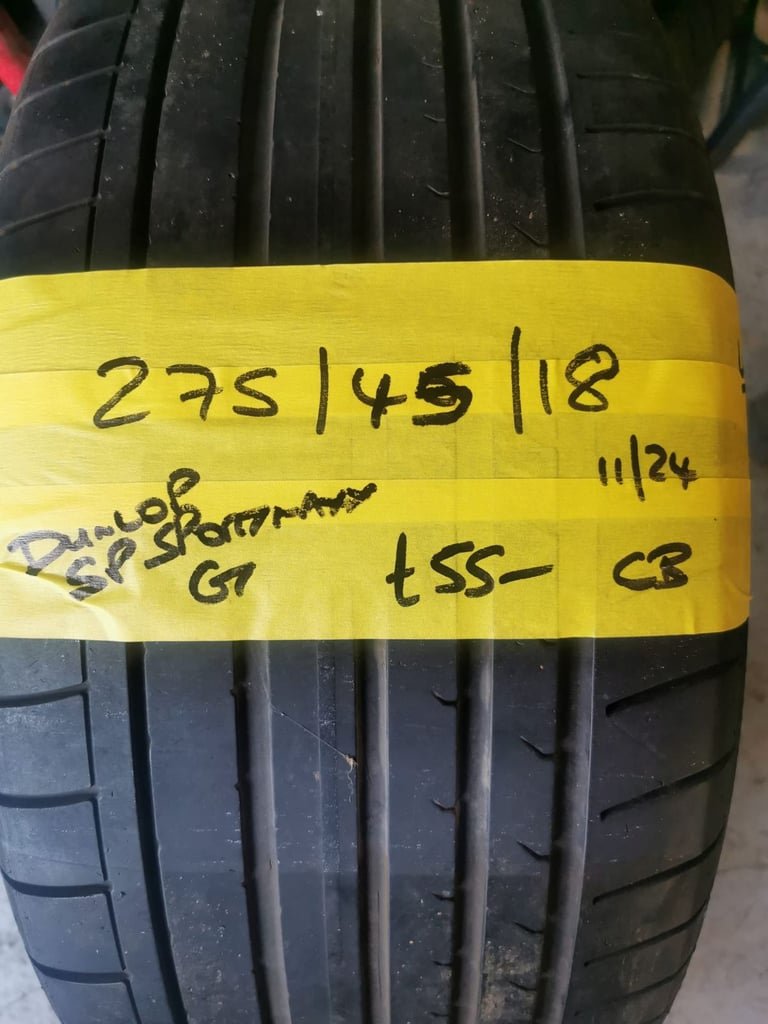 275/45/18
11/24
DUNLOP
SP SPORTMAXX
GT
£55- CB